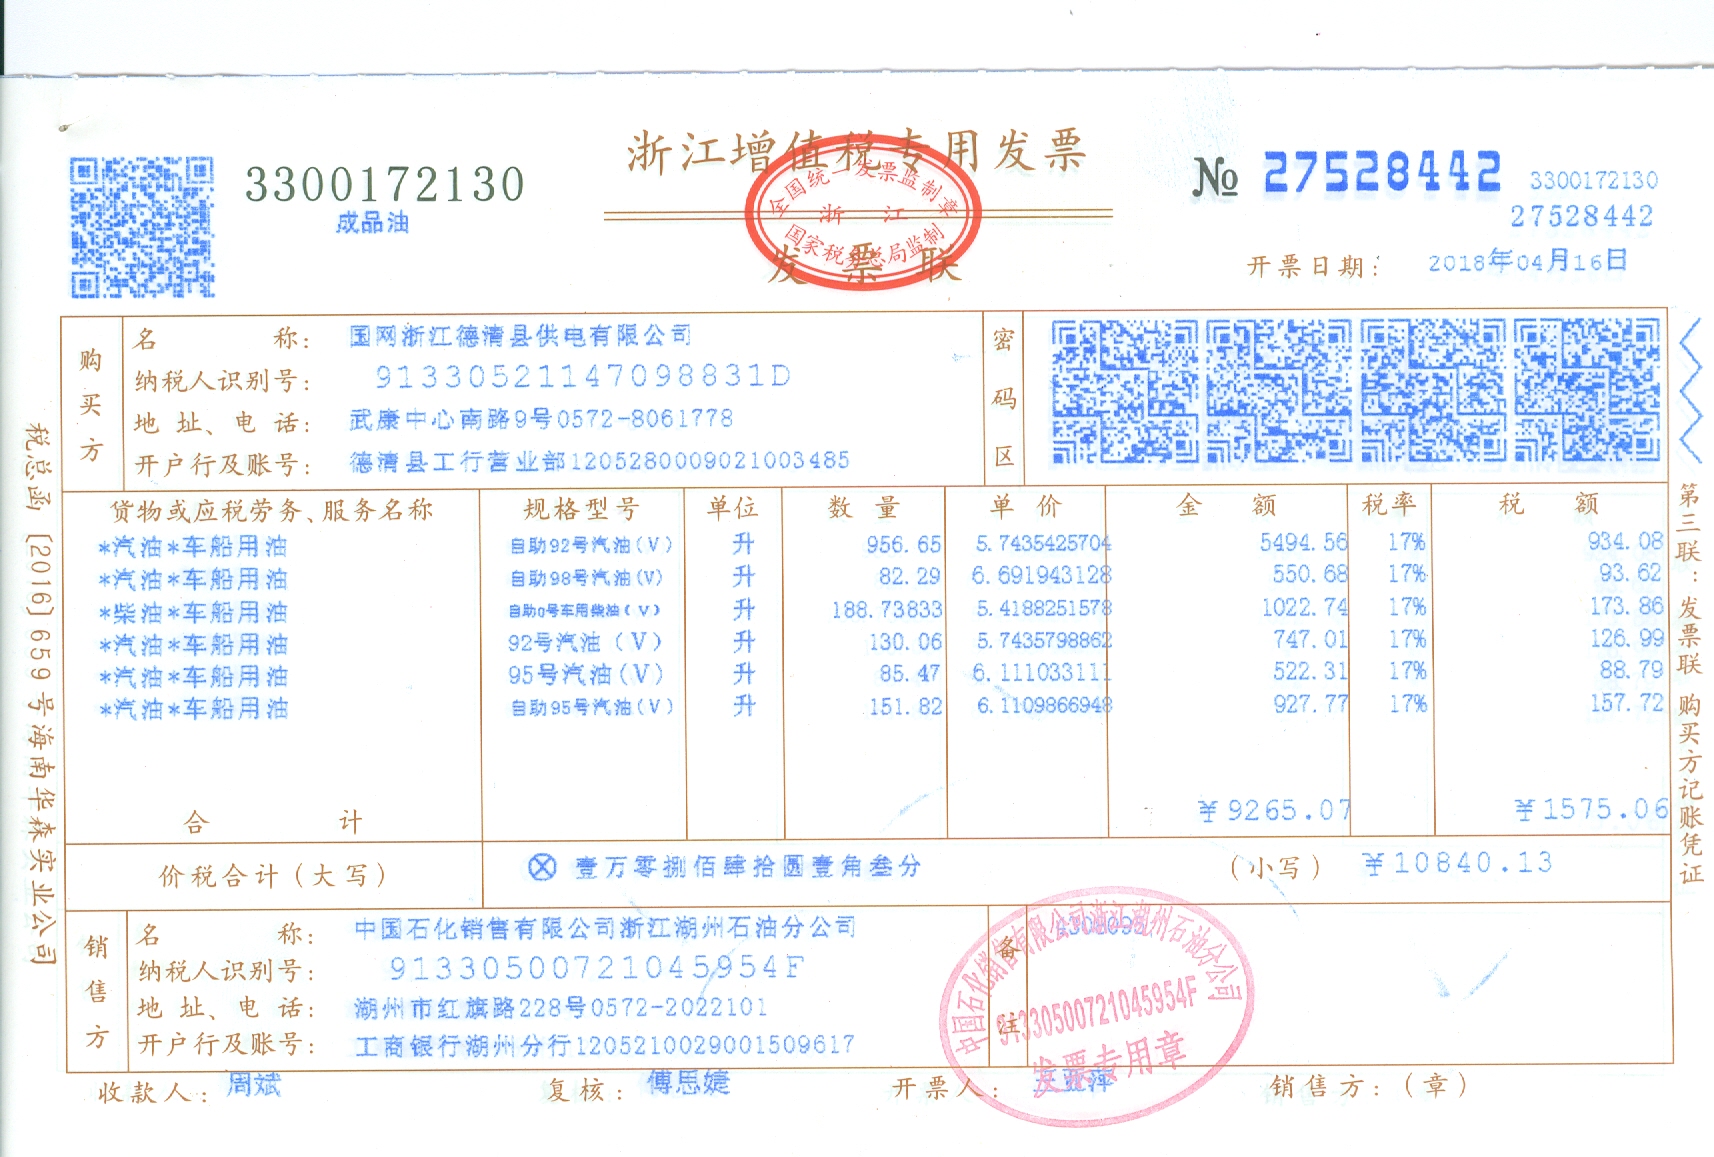 浙江增值税专用发票
3300172130
成品油
全国统一发票监制章
浙江
国家税务总局监制
发票联
№ 27528442
3300172130
27528442
开票日期： 2018年04月16日
购买方
名称： 国网浙江德清县供电有限公司
纳税人识别号： 91330521147098831D
地址、电话： 武康中心南路9号0572-8061778
开户行及账号： 德清县工行营业部1205280009021003485
密码区
货物或应税劳务、服务名称 规格型号 单位 数量 单价 金额 税率 税额
*汽油*车船用油 自助92号汽油(V) 升 956.65 5.7435425704 5494.56 17% 934.08
*汽油*车船用油 自助98号汽油(V) 升 82.29 6.691943128 550.68 17% 93.62
*柴油*车船用油 自助0号车用柴油(V) 升 188.73833 5.4188251578 1022.74 17% 173.86
*汽油*车船用油 92号汽油(V) 升 130.06 5.7435798862 747.01 17% 126.99
*汽油*车船用油 95号汽油(V) 升 85.47 6.111033111 522.31 17% 88.79
*汽油*车船用油 自助95号汽油(V) 升 151.82 6.1109866948 927.77 17% 157.72
合计 ￥9265.07 ￥1575.06
价税合计(大写) ⊗壹万零捌佰肆拾圆壹角叁分 (小写) ￥10840.13
销售方
名称： 中国石化销售有限公司浙江湖州石油分公司
纳税人识别号： 91330500721045954F
地址、电话： 湖州市红旗路228号0572-2022101
开户行及账号： 工商银行湖州分行1205210029001509617
备注
中国石化销售有限公司浙江湖州石油分公司
91330500721045954F
发票专用章
收款人： 周斌 复核： 傅思婕 开票人： 销售方：(章)
税总函[2016]659号海南华森实业公司
第三联：发票联 购买方记账凭证